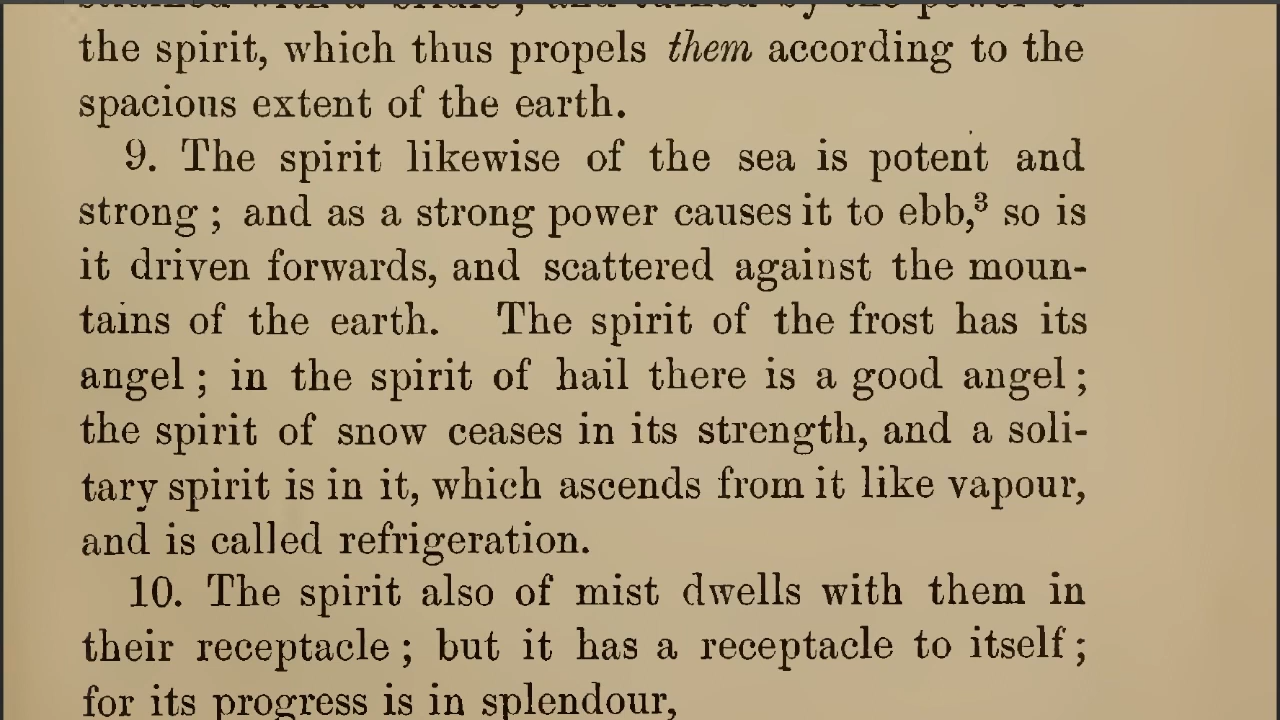 the spirit, which thus propels them according to the
spacious extent of the earth.
9. The spirit likewise of the sea is potent and
strong ; and as a strong power causes it to ebb,³ so is
it driven forwards, and scattered against the moun-
tains of the earth. The spirit of the frost has its
angel ; in the spirit of hail there is a good angel ;
the spirit of snow ceases in its strength, and a soli-
tary spirit is in it, which ascends from it like vapour,
and is called refrigeration.
10. The spirit also of mist dwells with them in
their receptacle ; but it has a receptacle to itself ;
for its progress is in splendour,